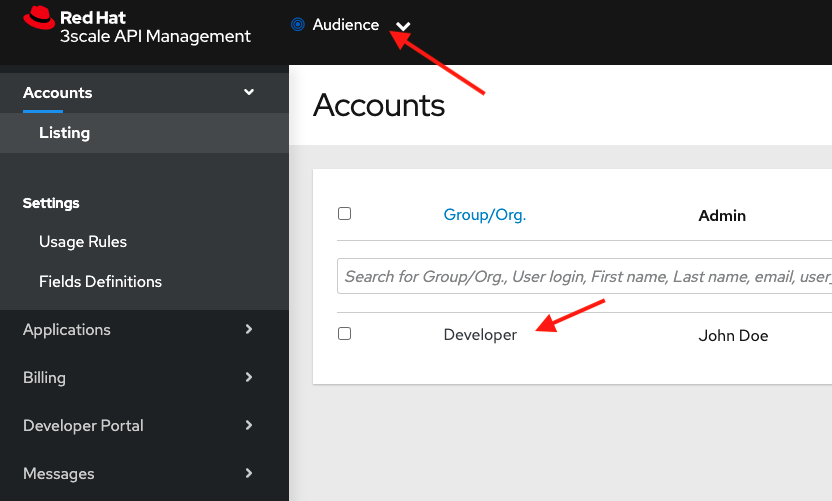 Red Hat
3scale API Management
Audience
Accounts
Listing
Settings
Usage Rules
Fields Definitions
Applications
Billing
Developer Portal
Messages
Accounts
Group/Org.
Admin
Search for Group/Org., User login, First name, Last name, email, user_
Developer
John Doe